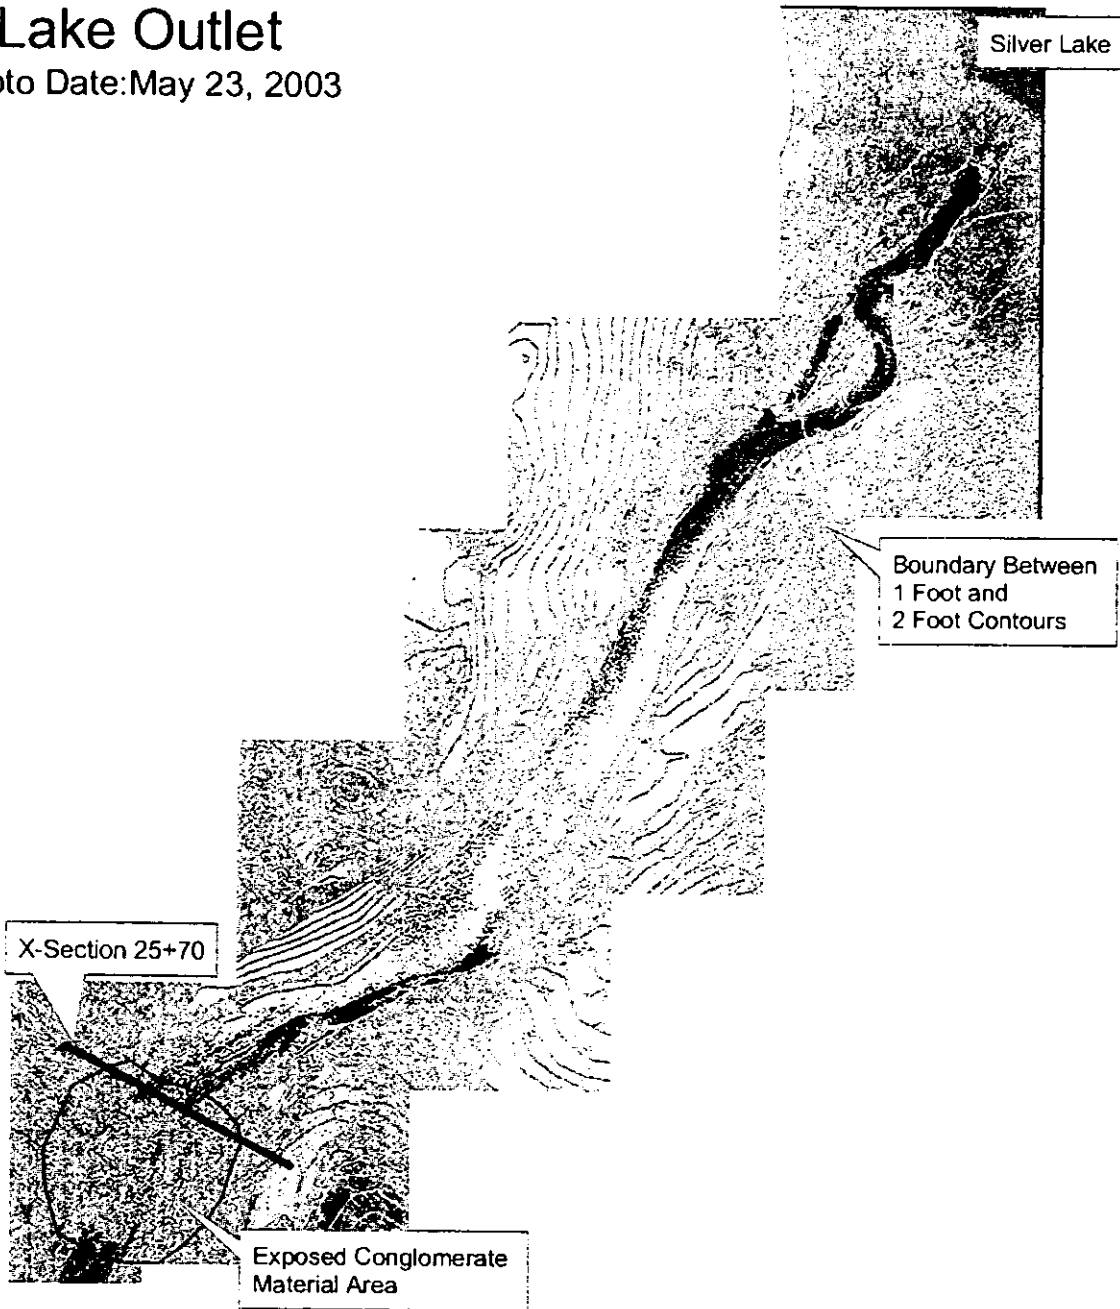 Lake Outlet
oto Date:May 23, 2003
Silver Lake
Boundary Between
1 Foot and
2 Foot Contours
X-Section 25+70
Exposed Conglomerate
Material Area